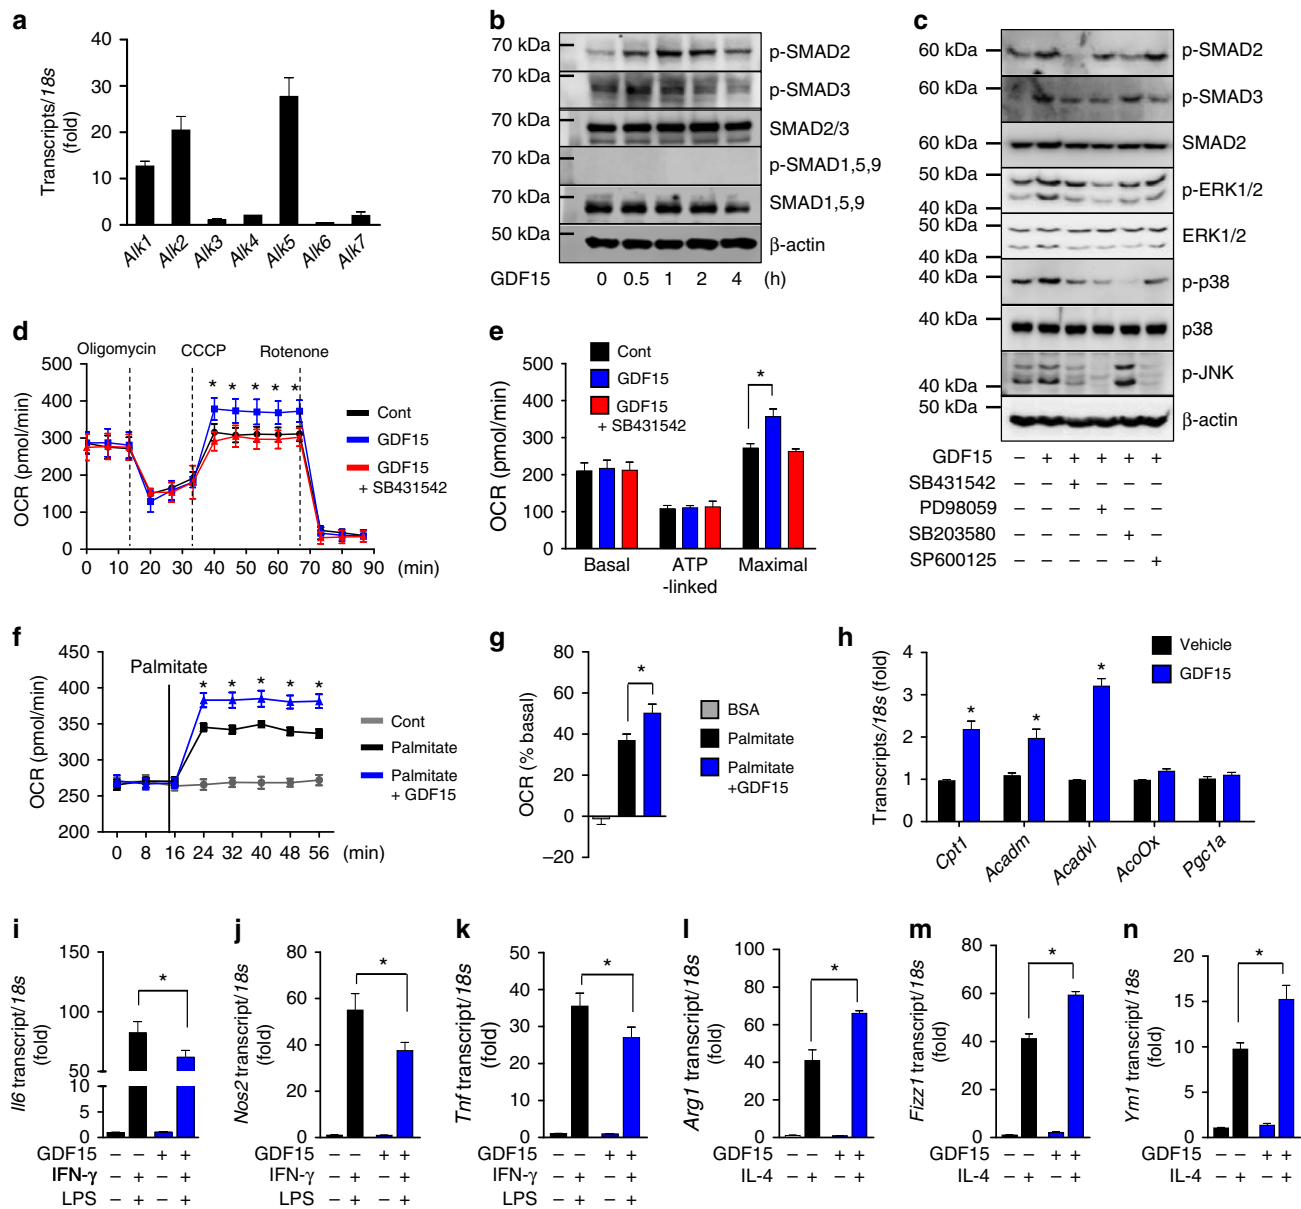 a
Transcripts/18s
(fold)
40
30
20
10
0
Alk1
Alk2
Alk3
Alk4
Alk5
Alk6
Alk7
b
70 kDa
p-SMAD2
70 kDa
p-SMAD3
70 kDa
SMAD2/3
70 kDa
p-SMAD1,5,9
70 kDa
SMAD1,5,9
50 kDa
β-actin
GDF15 0 0.5 1 2 4 (h)
c
60 kDa
p-SMAD2
60 kDa
p-SMAD3
60 kDa
SMAD2
50 kDa
p-ERK1/2
40 kDa
50 kDa
ERK1/2
40 kDa
40 kDa
p-p38
40 kDa
p38
p-JNK
40 kDa
50 kDa
β-actin
GDF15 – + + + + +
SB431542 – – + – – –
PD98059 – – – + – –
SB203580 – – – – + –
SP600125 – – – – – +
d
Oligomycin CCCP Rotenone
OCR (pmol/min)
500
400
300
200
100
0
* * * * *
Cont
GDF15
GDF15
+ SB431542
0 10 20 30 40 50 60 70 80 90 (min)
e
OCR (pmol/min)
500
400
300
200
100
0
Cont
GDF15
GDF15
+ SB431542
*
Basal
ATP
-linked
Maximal
f
Palmitate
OCR (pmol/min)
450
400
350
300
250
200
* * * * *
Cont
Palmitate
Palmitate
+ GDF15
0 8 16 24 32 40 48 56 (min)
g
OCR (% basal)
80
60
40
20
0
–20
*
BSA
Palmitate
Palmitate
+GDF15
h
Transcripts/18s (fold)
4
3
2
1
0
Vehicle
GDF15
* * *
Cpt1
Acadm
Acadvl
AcoOx
Pgc1a
i
Il6 transcript/18s
(fold)
150
100
50
10
5
0
*
GDF15 – – + +
IFN-γ – + – +
LPS – + – +
j
Nos2 transcript/18s
(fold)
80
60
40
20
0
*
GDF15 – – + +
IFN-γ – + – +
LPS – + – +
k
Tnf transcript/18s
(fold)
50
40
30
20
10
0
*
GDF15 – – + +
IFN-γ – + – +
LPS – + – +
l
Arg1 transcript/18s
(fold)
100
80
60
40
20
0
*
GDF15 – – + +
IL-4 – + – +
m
Fizz1 transcript/18s
(fold)
80
60
40
20
0
*
GDF15 – – + +
IL-4 – + – +
n
Ym1 transcript/18s
(fold)
20
15
10
5
0
*
GDF15 – – + +
IL-4 – + – +